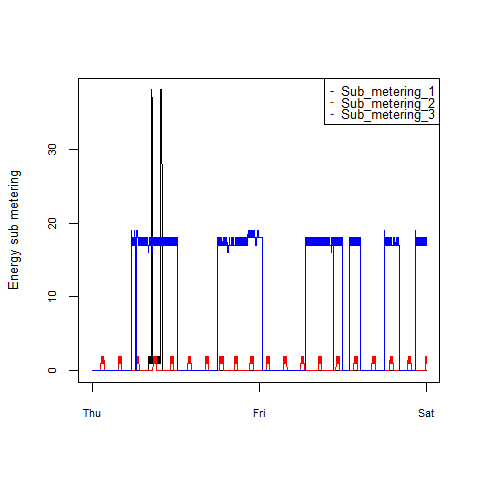 - Sub_metering_1
- Sub_metering_2
- Sub_metering_3
Energy sub metering
30
20
10
0
Thu Fri Sat